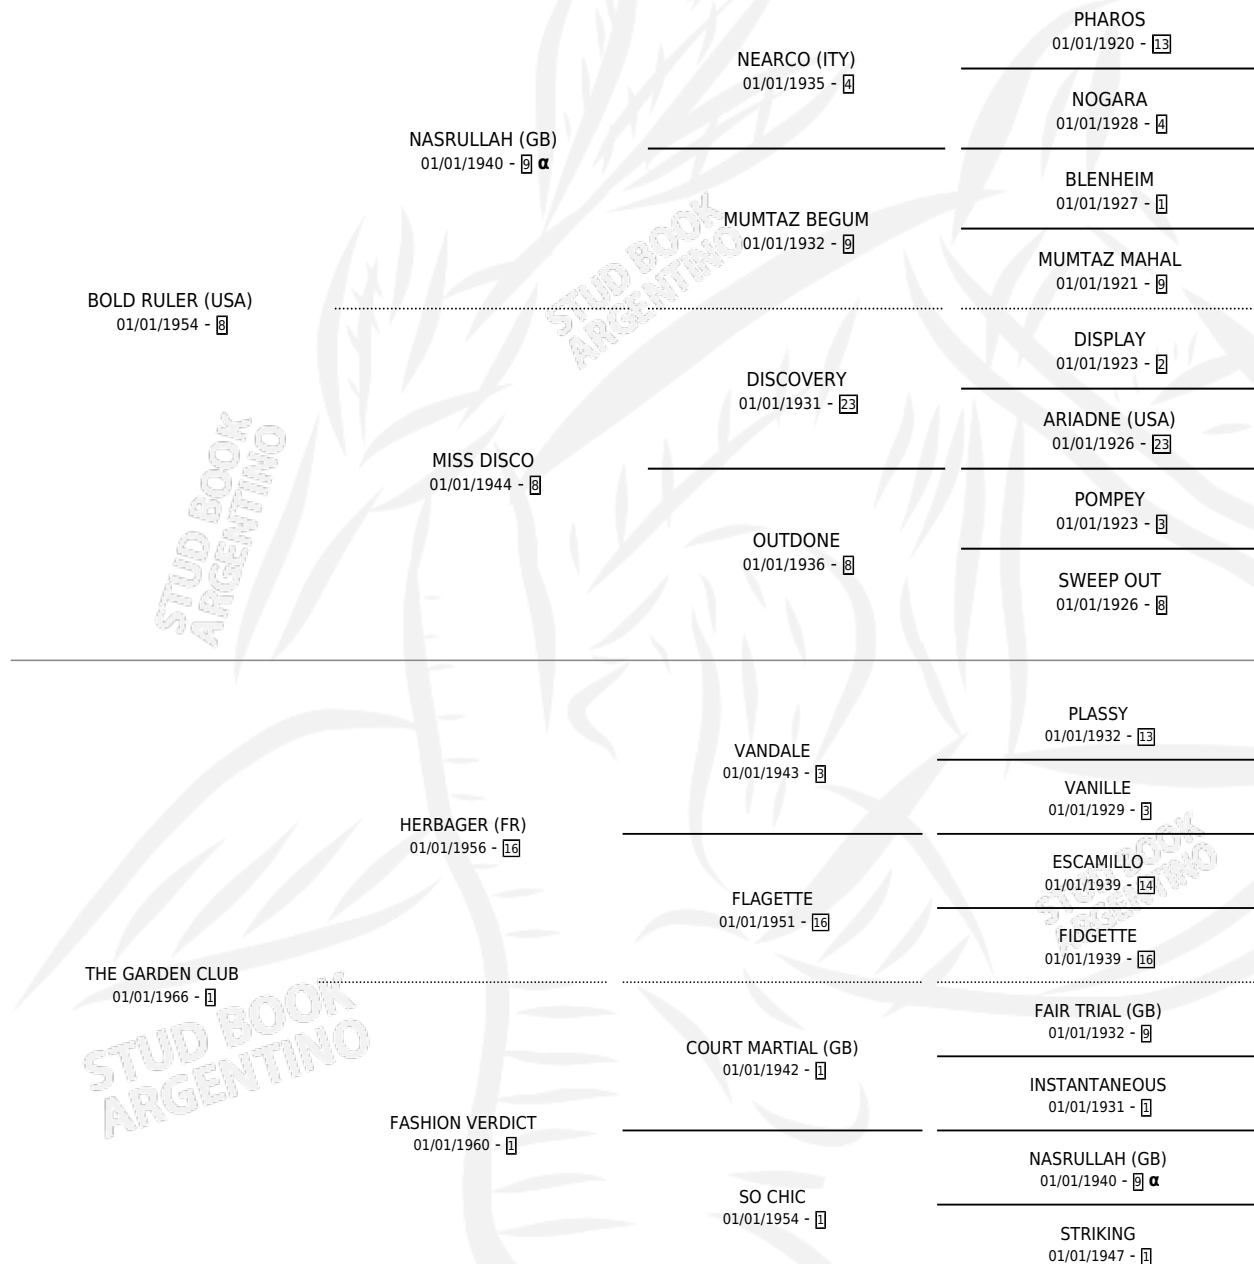 PHAROS
01/01/1920 - 13
NEARCO (ITY)
01/01/1935 - 4
NOGARA
01/01/1928 - 4
NASRULLAH (GB)
01/01/1940 - 9 α
BLENHEIM
01/01/1927 - 1
MUMTAZ BEGUM
01/01/1932 - 9
MUMTAZ MAHAL
01/01/1921 - 9
BOLD RULER (USA)
01/01/1954 - 8
DISPLAY
01/01/1923 - 2
DISCOVERY
01/01/1931 - 23
ARIADNE (USA)
01/01/1926 - 23
MISS DISCO
01/01/1944 - 8
POMPEY
01/01/1923 - 3
OUTDONE
01/01/1936 - 8
SWEEP OUT
01/01/1926 - 8
PLASSY
01/01/1932 - 13
VANDALE
01/01/1943 - 3
VANILLE
01/01/1929 - 3
HERBAGER (FR)
01/01/1956 - 16
ESCAMILLO
01/01/1939 - 14
FLAGETTE
01/01/1951 - 16
FIDGETTE
01/01/1939 - 16
THE GARDEN CLUB
01/01/1966 - 1
FAIR TRIAL (GB)
01/01/1932 - 9
COURT MARTIAL (GB)
01/01/1942 - 1
INSTANTANEOUS
01/01/1931 - 1
FASHION VERDICT
01/01/1960 - 1
NASRULLAH (GB)
01/01/1940 - 9 α
SO CHIC
01/01/1954 - 1
STRIKING
01/01/1947 - 1
STUD BOOK
ARGENTINO
STUD BOOK
ARGENTINO
STUD BOOK
ARGENTINO
STUD BOOK
ARGENTINO